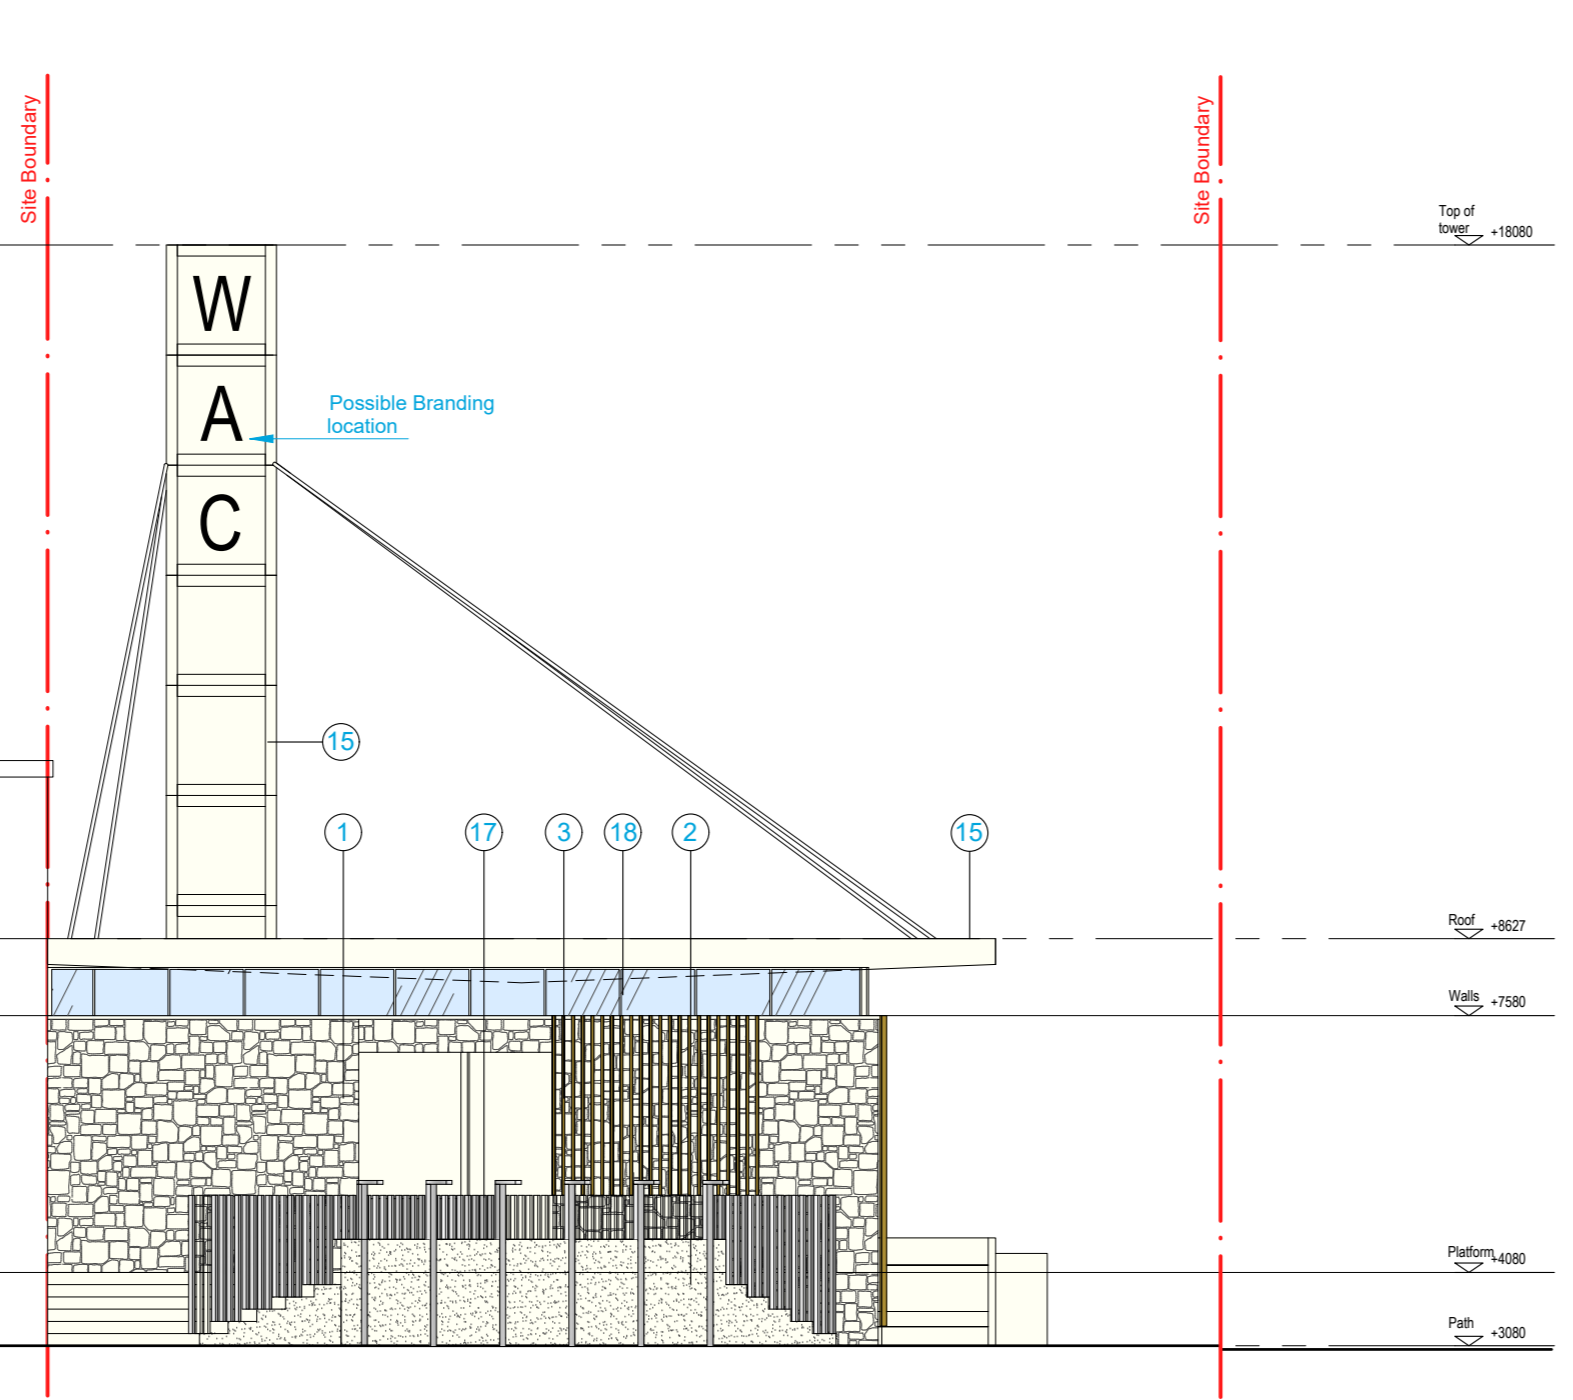 Site Boundary
Site Boundary
Top of
tower +18080
W
A
C
Possible Branding
location
15
1
17
3
18
2
15
Roof +8627
Walls +7580
Platform +4080
Path +3080